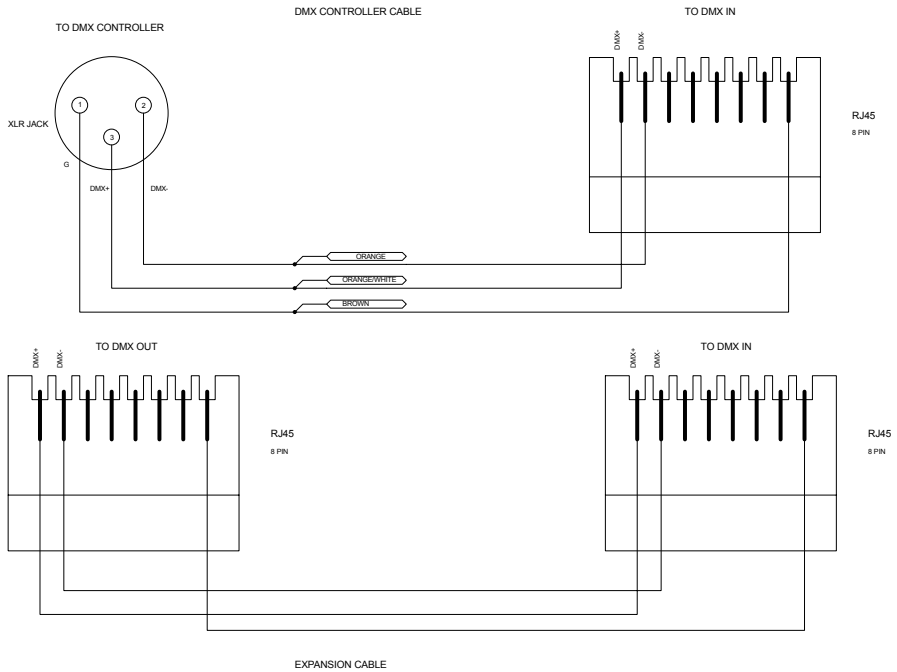 DMX CONTROLLER CABLE
TO DMX IN
TO DMX CONTROLLER
DMX+
DMX-
1
2
3
XLR JACK
RJ45
8 PIN
G
DMX+
DMX-
ORANGE
ORANGE/WHITE
BROWN
TO DMX OUT
TO DMX IN
DMX+
DMX-
DMX+
DMX-
RJ45
8 PIN
RJ45
8 PIN
EXPANSION CABLE